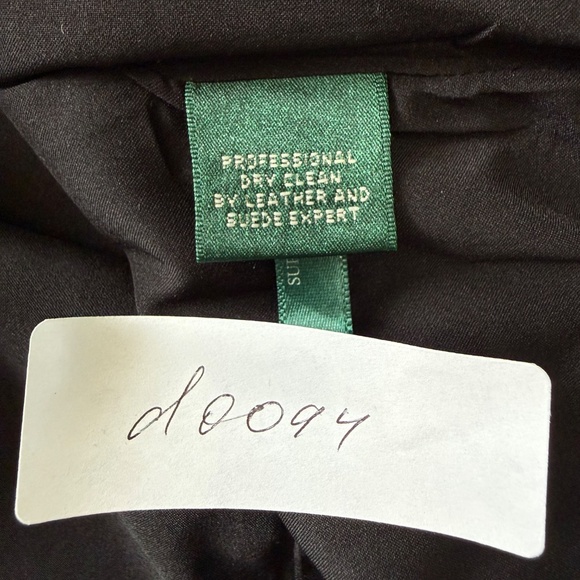 PROFESSIONAL
DRY CLEAN
BY LEATHER AND
SUEDE EXPERT
d0094